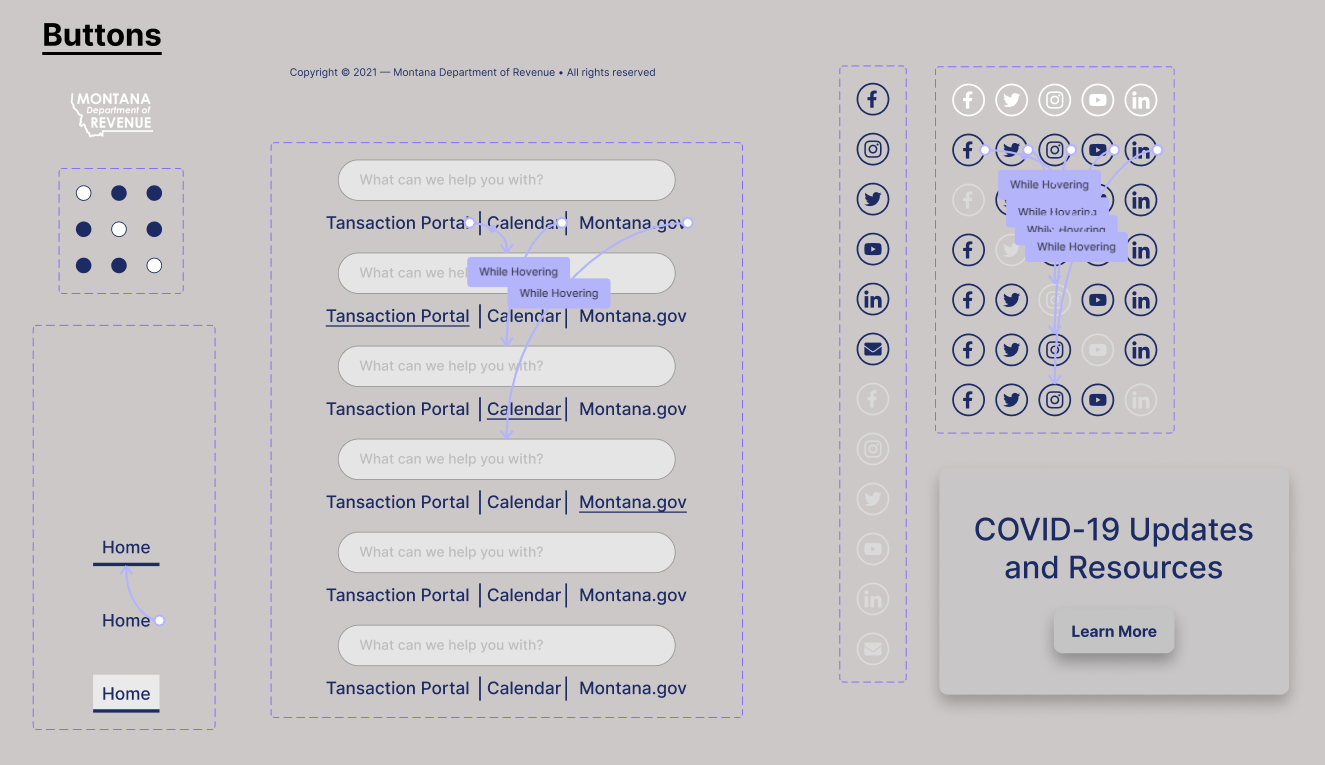 Buttons
MONTANA
Department of
REVENUE
Copyright © 2021 — Montana Department of Revenue • All rights reserved
What can we help you with?
Tansaction Portal | Calendar | Montana.gov
What can we hel
While Hovering
While Hovering
Tansaction Portal | Calendar | Montana.gov
What can we help you with?
Tansaction Portal | Calendar | Montana.gov
What can we help you with?
Tansaction Portal | Calendar | Montana.gov
What can we help you with?
Tansaction Portal | Calendar | Montana.gov
What can we help you with?
Tansaction Portal | Calendar | Montana.gov
Home
Home
Home
While Hovering
While Hovering
While Hovering
While Hovering
COVID-19 Updates
and Resources
Learn More